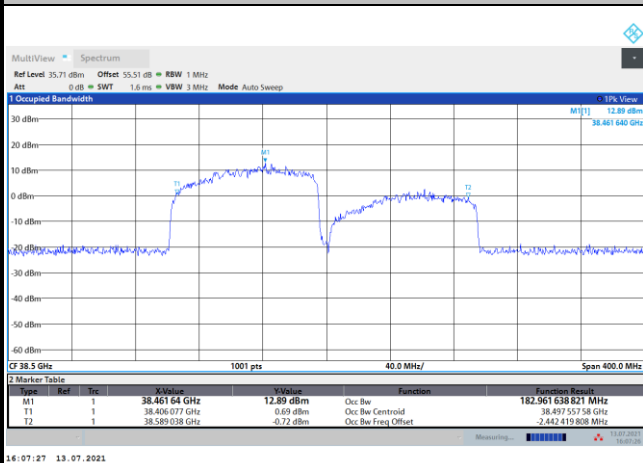 MultiView Spectrum
Ref Level 35.71 dBm Offset 55.51 dB RBW 1 MHz
Att 0 dB SWT 1.6 ms VBW 3 MHz Mode Auto Sweep
1 Occupied Bandwidth 1Pk View
M1[1] 12.89 dBm
38.461 640 GHz
30 dBm
20 dBm
M1
10 dBm
T1
T2
0 dBm
-10 dBm
-20 dBm
-30 dBm
-40 dBm
-50 dBm
-60 dBm
CF 38.5 GHz 1001 pts 40.0 MHz/ Span 400.0 MHz
2 Marker Table
Type Ref Trc X-Value Y-Value Function Function Result
M1 1 38.461 64 GHz 12.89 dBm Occ Bw 182.961 638 821 MHz
T1 1 38.406 077 GHz 0.69 dBm Occ Bw Centroid 38.497 557 58 GHz
T2 1 38.589 038 GHz -0.72 dBm Occ Bw Freq Offset -2.442 419 808 MHz
Measuring... 13.07.2021
16:07:26
16:07:27 13.07.2021